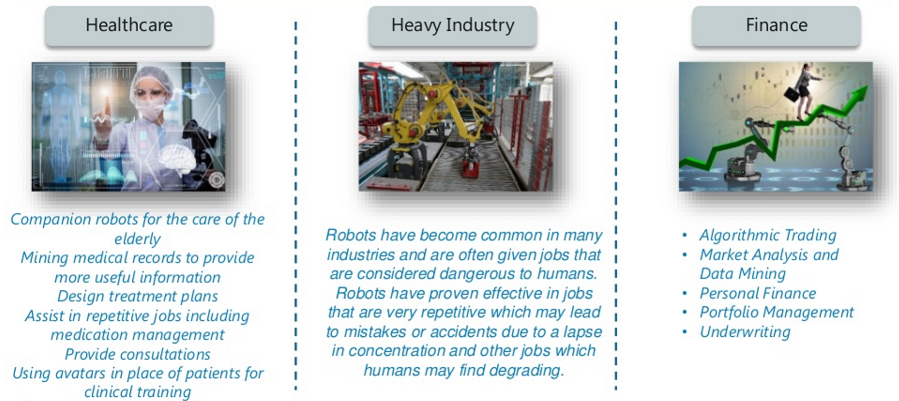 Healthcare
Companion robots for the care of the
elderly
Mining medical records to provide
more useful information
Design treatment plans
Assist in repetitive jobs including
medication management
Provide consultations
Using avatars in place of patients for
clinical training
Heavy Industry
Robots have become common in many
industries and are often given jobs that
are considered dangerous to humans.
Robots have proven effective in jobs
that are very repetitive which may lead
to mistakes or accidents due to a lapse
in concentration and other jobs which
humans may find degrading.
Finance
• Algorithmic Trading
• Market Analysis and
Data Mining
• Personal Finance
• Portfolio Management
• Underwriting